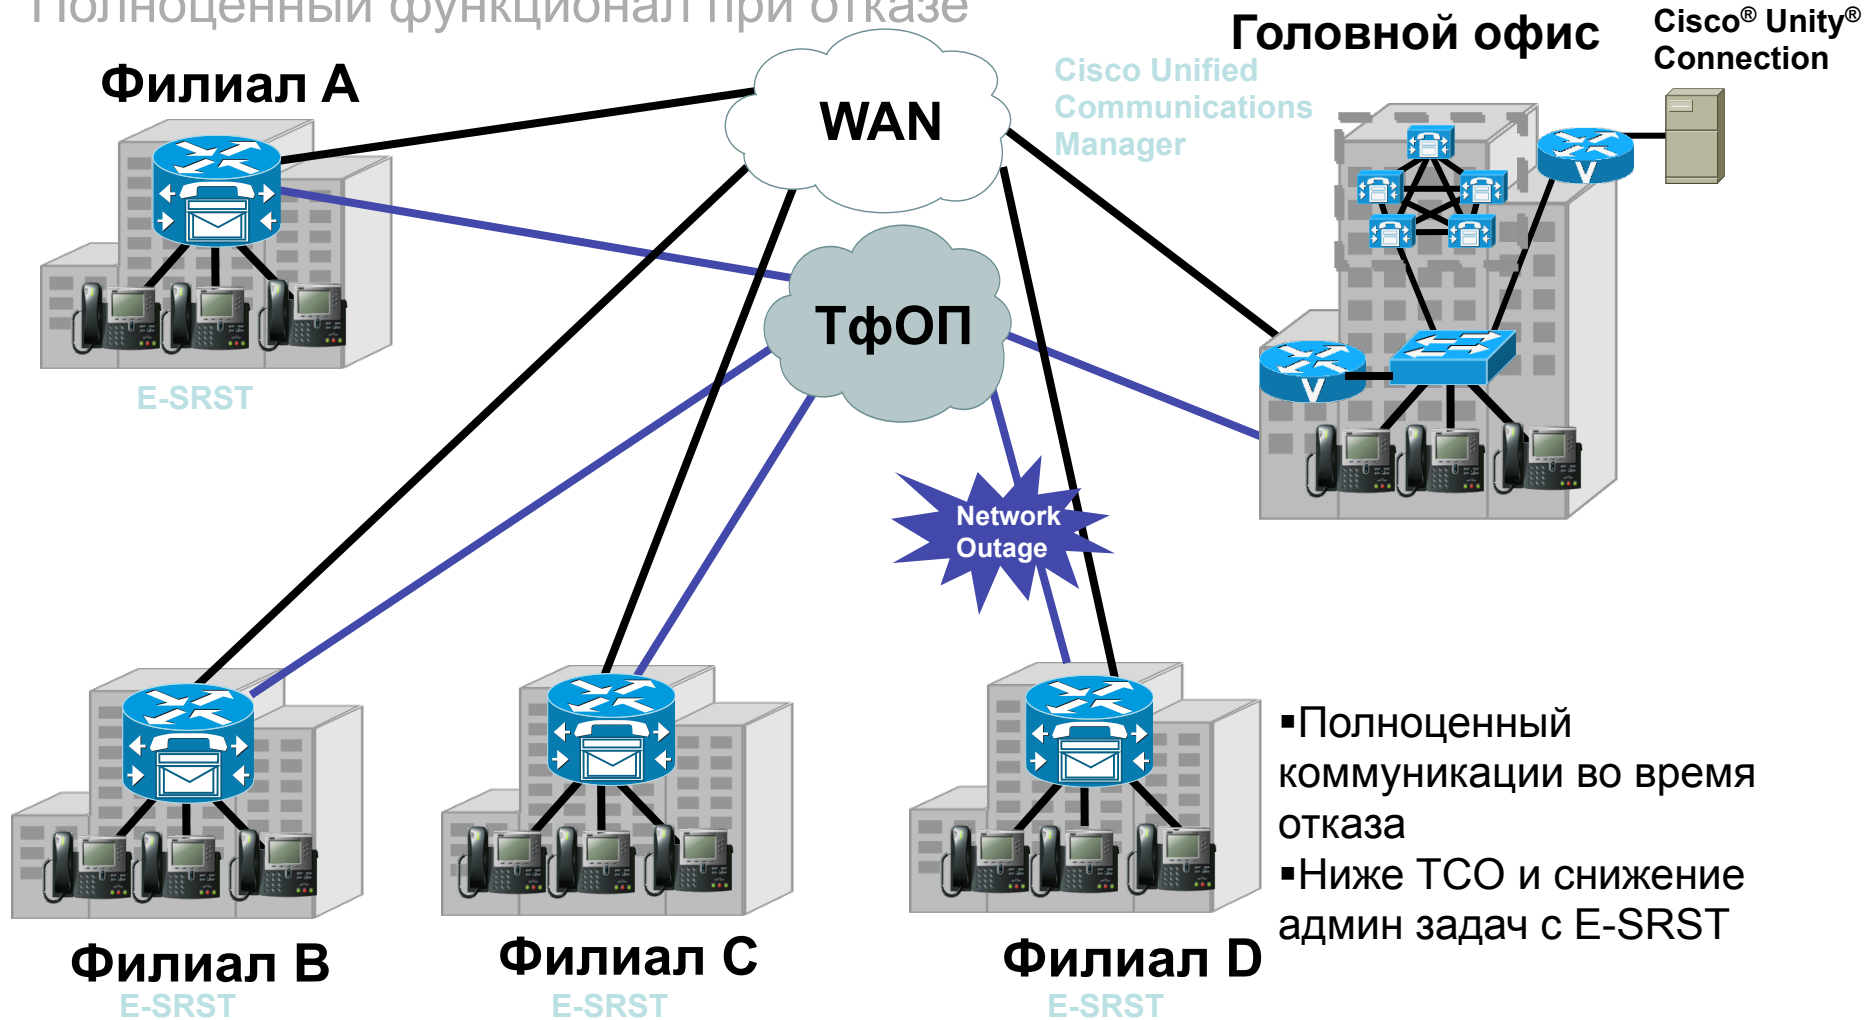 Полноценный функционал при отказе
Головной офис
Cisco® Unity®
Connection
Филиал A
Cisco Unified
Communications
Manager
WAN
V
ТфОП
V
E-SRST
Network
Outage
▪Полноценный
коммуникации во время
отказа
▪Ниже TCO и снижение
админ задач с E-SRST
Филиал B
E-SRST
Филиал C
E-SRST
Филиал D
E-SRST